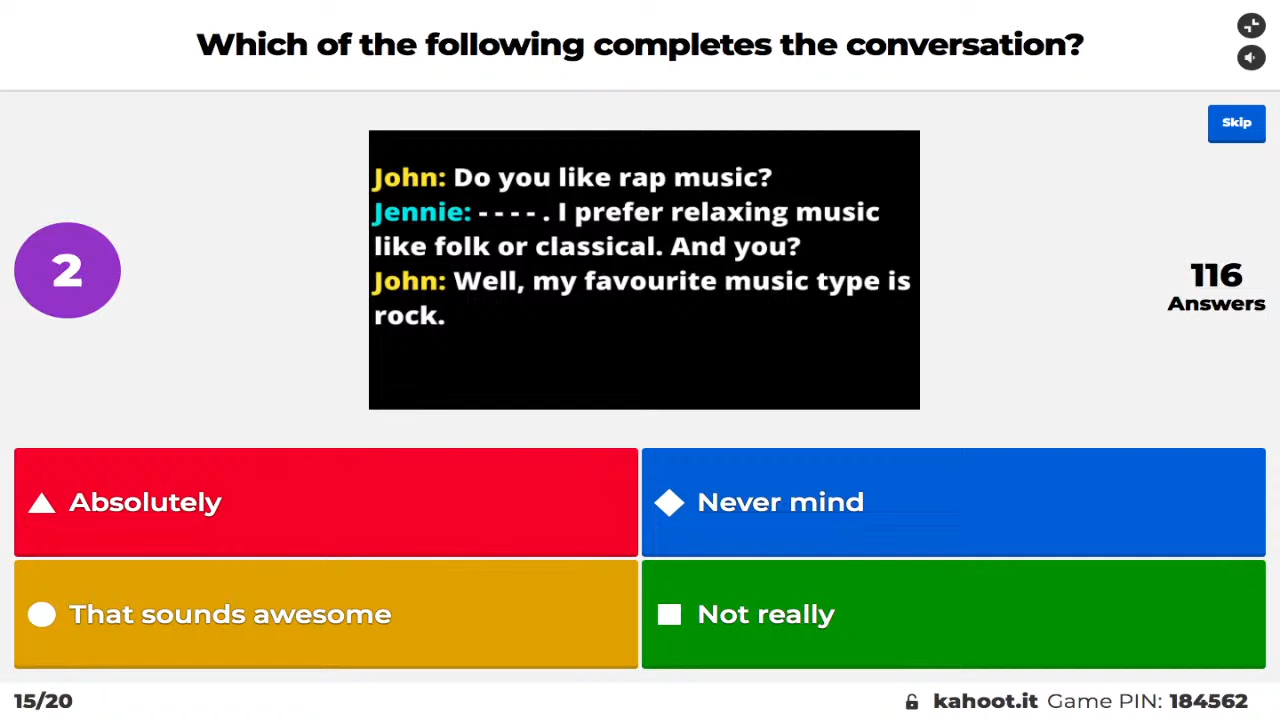 Which of the following completes the conversation?
Skip
John: Do you like rap music?
Jennie: - - - - . I prefer relaxing music
like folk or classical. And you?
John: Well, my favourite music type is
rock.
2
116
Answers
Absolutely
Never mind
That sounds awesome
Not really
15/20
kahoot.it Game PIN: 184562